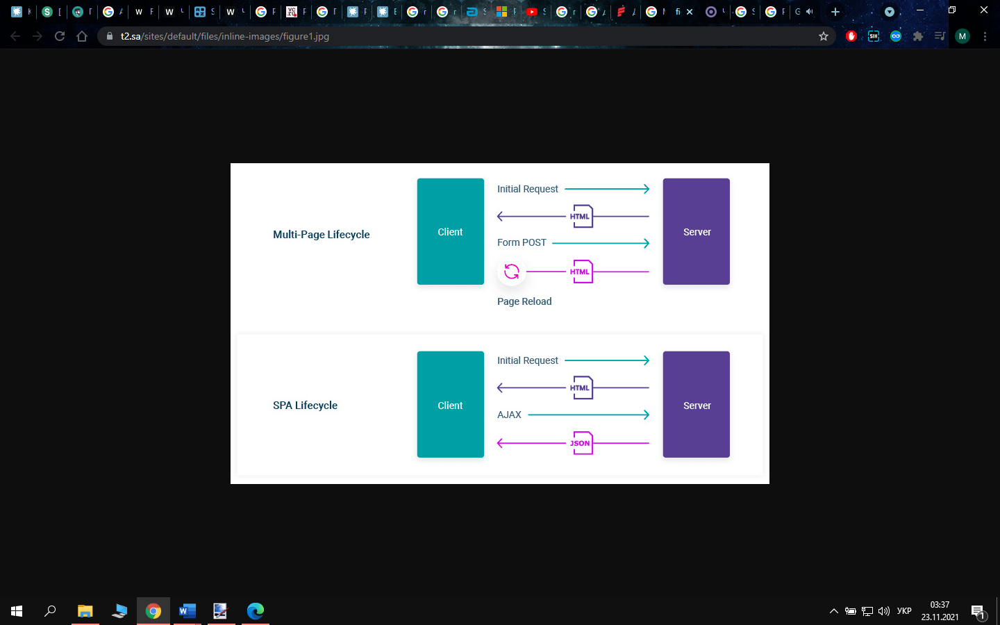 t2.sa/sites/default/files/inline-images/figure1.jpg
Multi-Page Lifecycle
Client
Initial Request
HTML
Form POST
HTML
Page Reload
Server
SPA Lifecycle
Client
Initial Request
HTML
AJAX
JSON
Server
УКР
03:37
23.11.2021
1